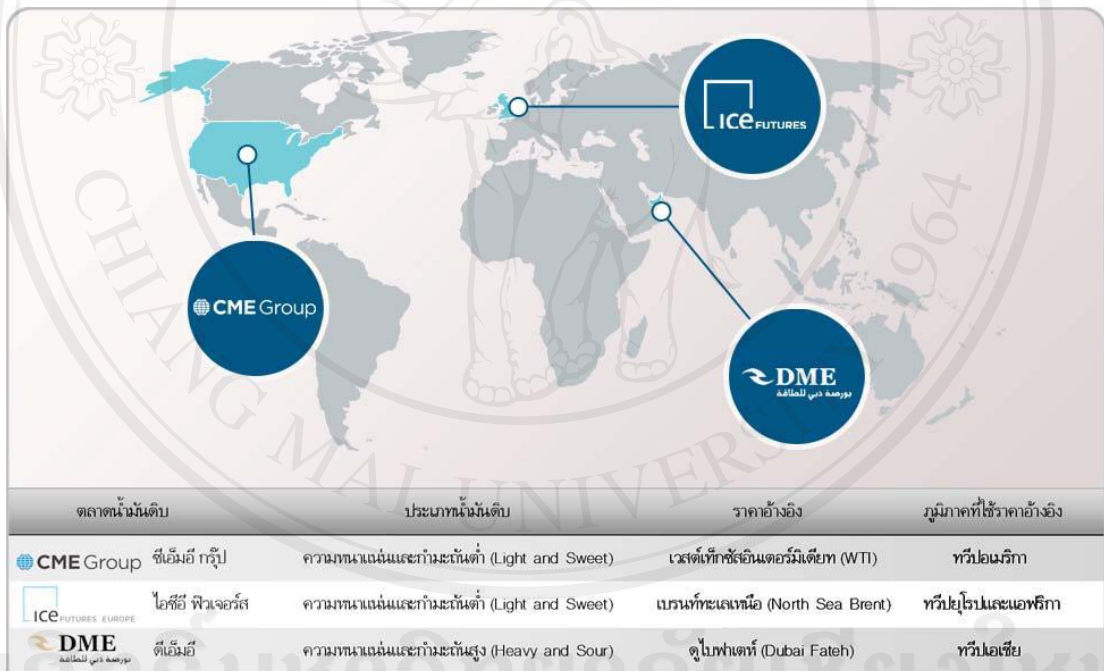 ICE FUTURES
CME Group
DME
بورصة دبي للطاقة
CHIANG MAI UNIVERSITY 1964
ตลาดน้ำมันดิบ ประเภทน้ำมันดิบ ราคาอ้างอิง ภูมิภาคที่ใช้ราคาอ้างอิง
CME Group ซีเอ็มอี กรุ๊ป ความหนาแน่นและกำมะถันต่ำ (Light and Sweet) เวสต์เท็กซัสอินเตอร์มิเดียท (WTI) ทวีปอเมริกา
ICE FUTURES EUROPE ไอซีอี ฟิวเจอร์ส ความหนาแน่นและกำมะถันต่ำ (Light and Sweet) เบรนท์ทะเลเหนือ (North Sea Brent) ทวีปยุโรปและแอฟริกา
DME بورصة دبي للطاقة ดีเอ็มอี ความหนาแน่นและกำมะถันสูง (Heavy and Sour) ดูไบฟาเตห์ (Dubai Fateh) ทวีปเอเชีย